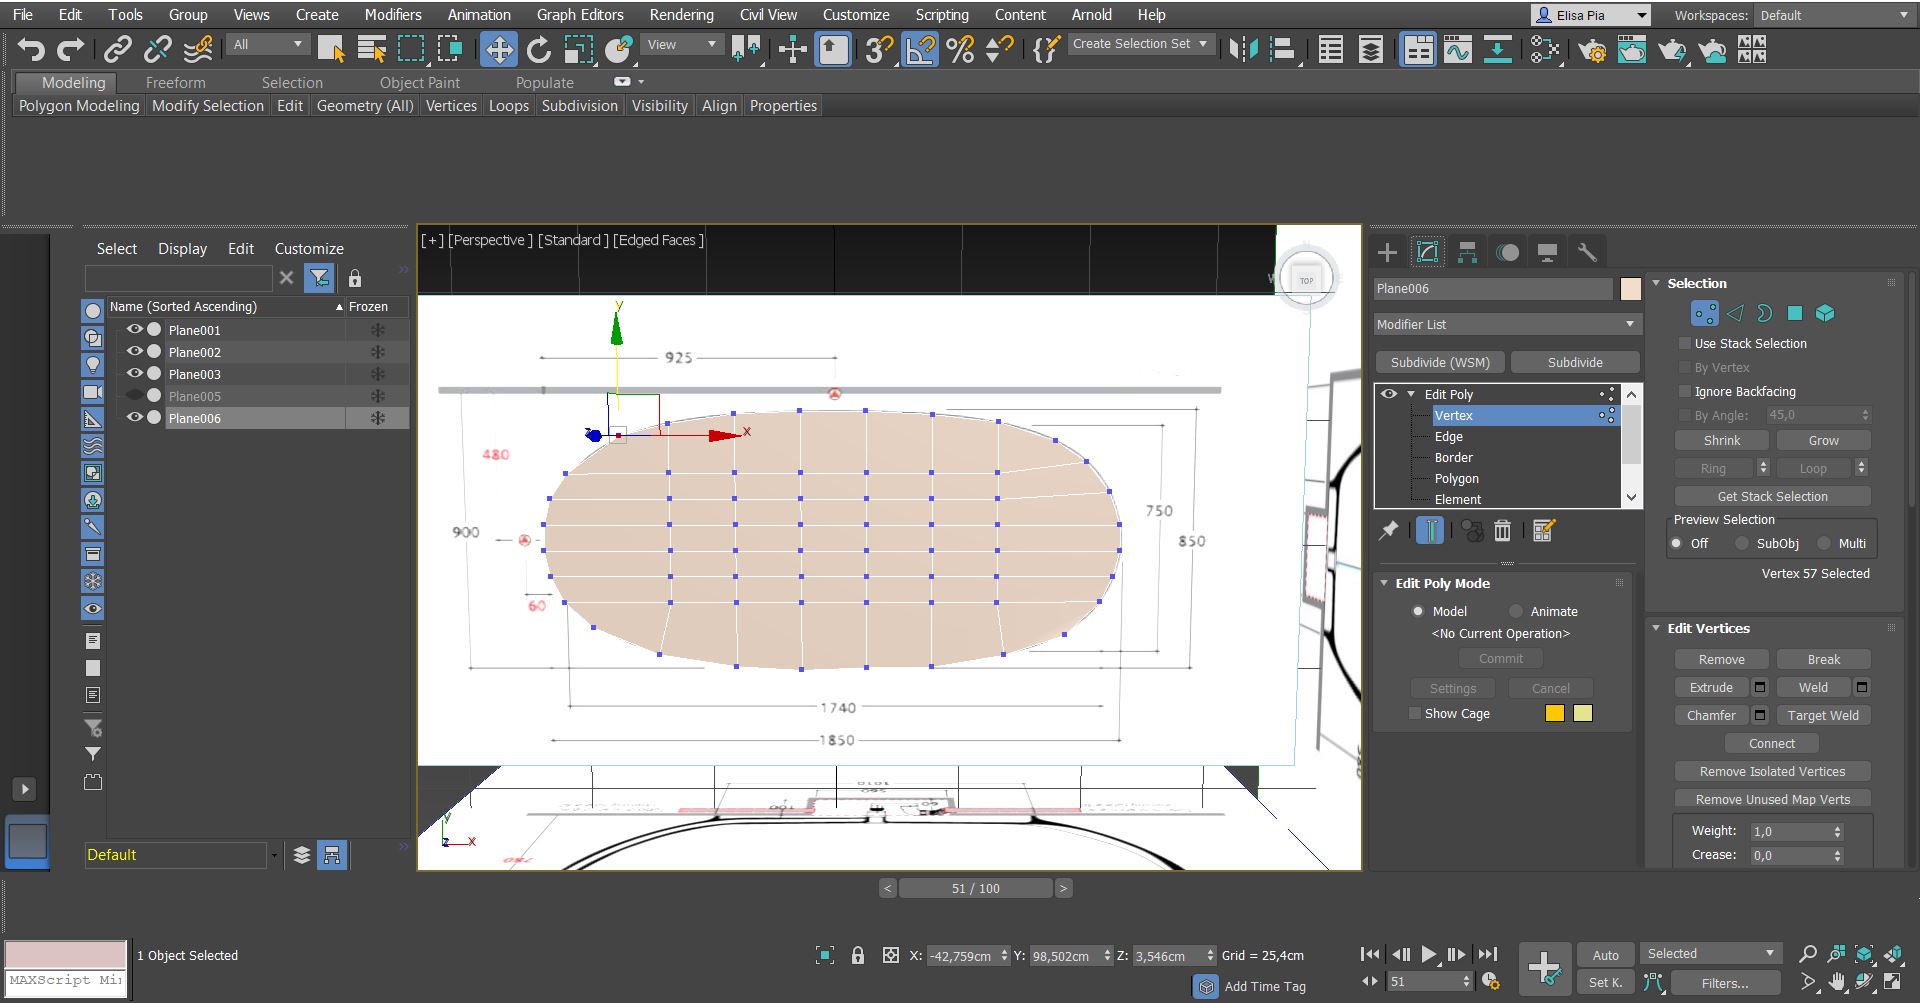 File Edit Tools Group Views Create Modifiers Animation Graph Editors Rendering Civil View Customize Scripting Content Arnold Help
Elisa Pia Workspaces: Default
All View Create Selection Set
Modeling Freeform Selection Object Paint Populate
Polygon Modeling Modify Selection Edit Geometry (All) Vertices Loops Subdivision Visibility Align Properties
Select Display Edit Customize
Name (Sorted Ascending) Frozen
Plane001
Plane002
Plane003
Plane005
Plane006
Default
[+] [Perspective ] [Standard ] [Edged Faces ]
TOP
W
y
925
x
z
480
900
750
850
60
1740
1850
1010
560
100
60
780
y
z x
Plane006
Modifier List
Subdivide (WSM) Subdivide
Edit Poly
Vertex
Edge
Border
Polygon
Element
Edit Poly Mode
Model Animate
<No Current Operation>
Commit
Settings Cancel
Show Cage
Selection
Use Stack Selection
By Vertex
Ignore Backfacing
By Angle: 45,0
Shrink Grow
Ring Loop
Get Stack Selection
Preview Selection
Off SubObj Multi
Vertex 57 Selected
Edit Vertices
Remove Break
Extrude Weld
Chamfer Target Weld
Connect
Remove Isolated Vertices
Remove Unused Map Verts
Weight: 1,0
Crease: 0,0
< 51 / 100 >
MAXScript Mi
1 Object Selected
X: -42,759cm Y: 98,502cm Z: 3,546cm Grid = 25,4cm
Add Time Tag
51
Auto Selected
Set K. Filters...